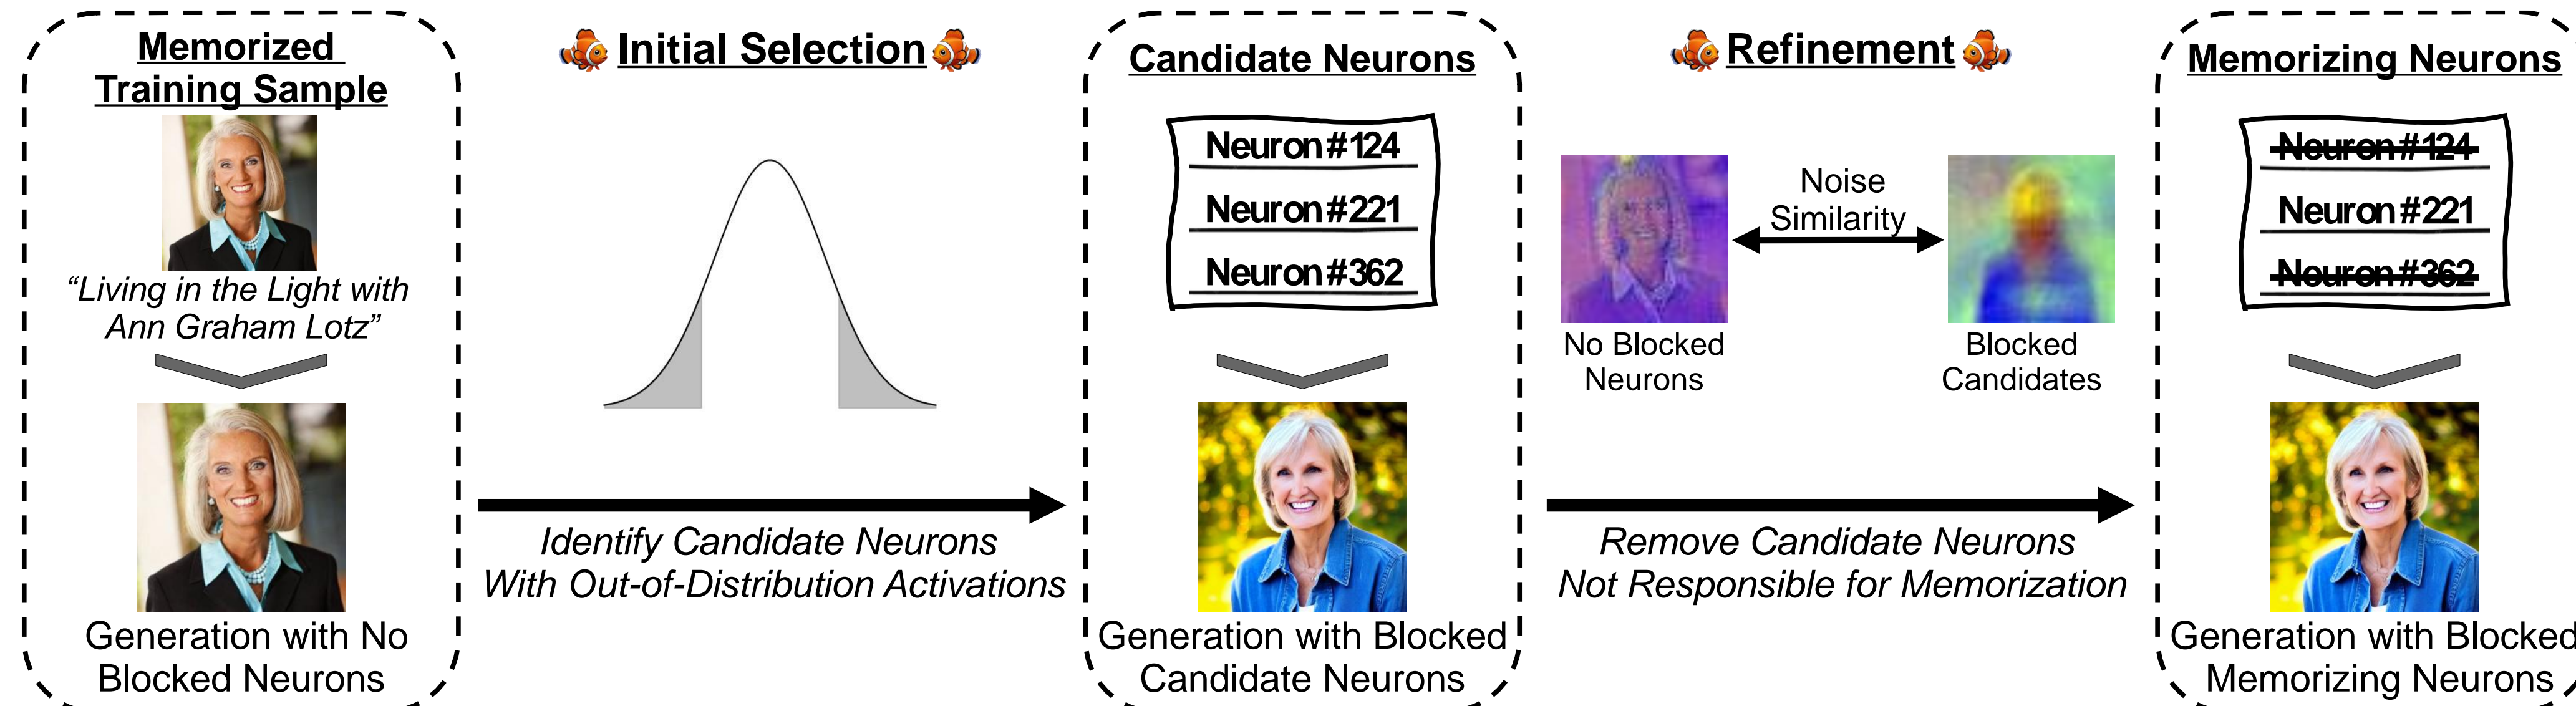 Memorized
Training Sample
“Living in the Light with
Ann Graham Lotz”
Generation with No
Blocked Neurons
Initial Selection
Identify Candidate Neurons
With Out-of-Distribution Activations
Candidate Neurons
Neuron#124
Neuron#221
Neuron#362
Generation with Blocked
Candidate Neurons
Refinement
Noise
Similarity
No Blocked
Neurons
Blocked
Candidates
Remove Candidate Neurons
Not Responsible for Memorization
Memorizing Neurons
Neuron#124
Neuron#221
Neuron#362
Generation with Blocked
Memorizing Neurons